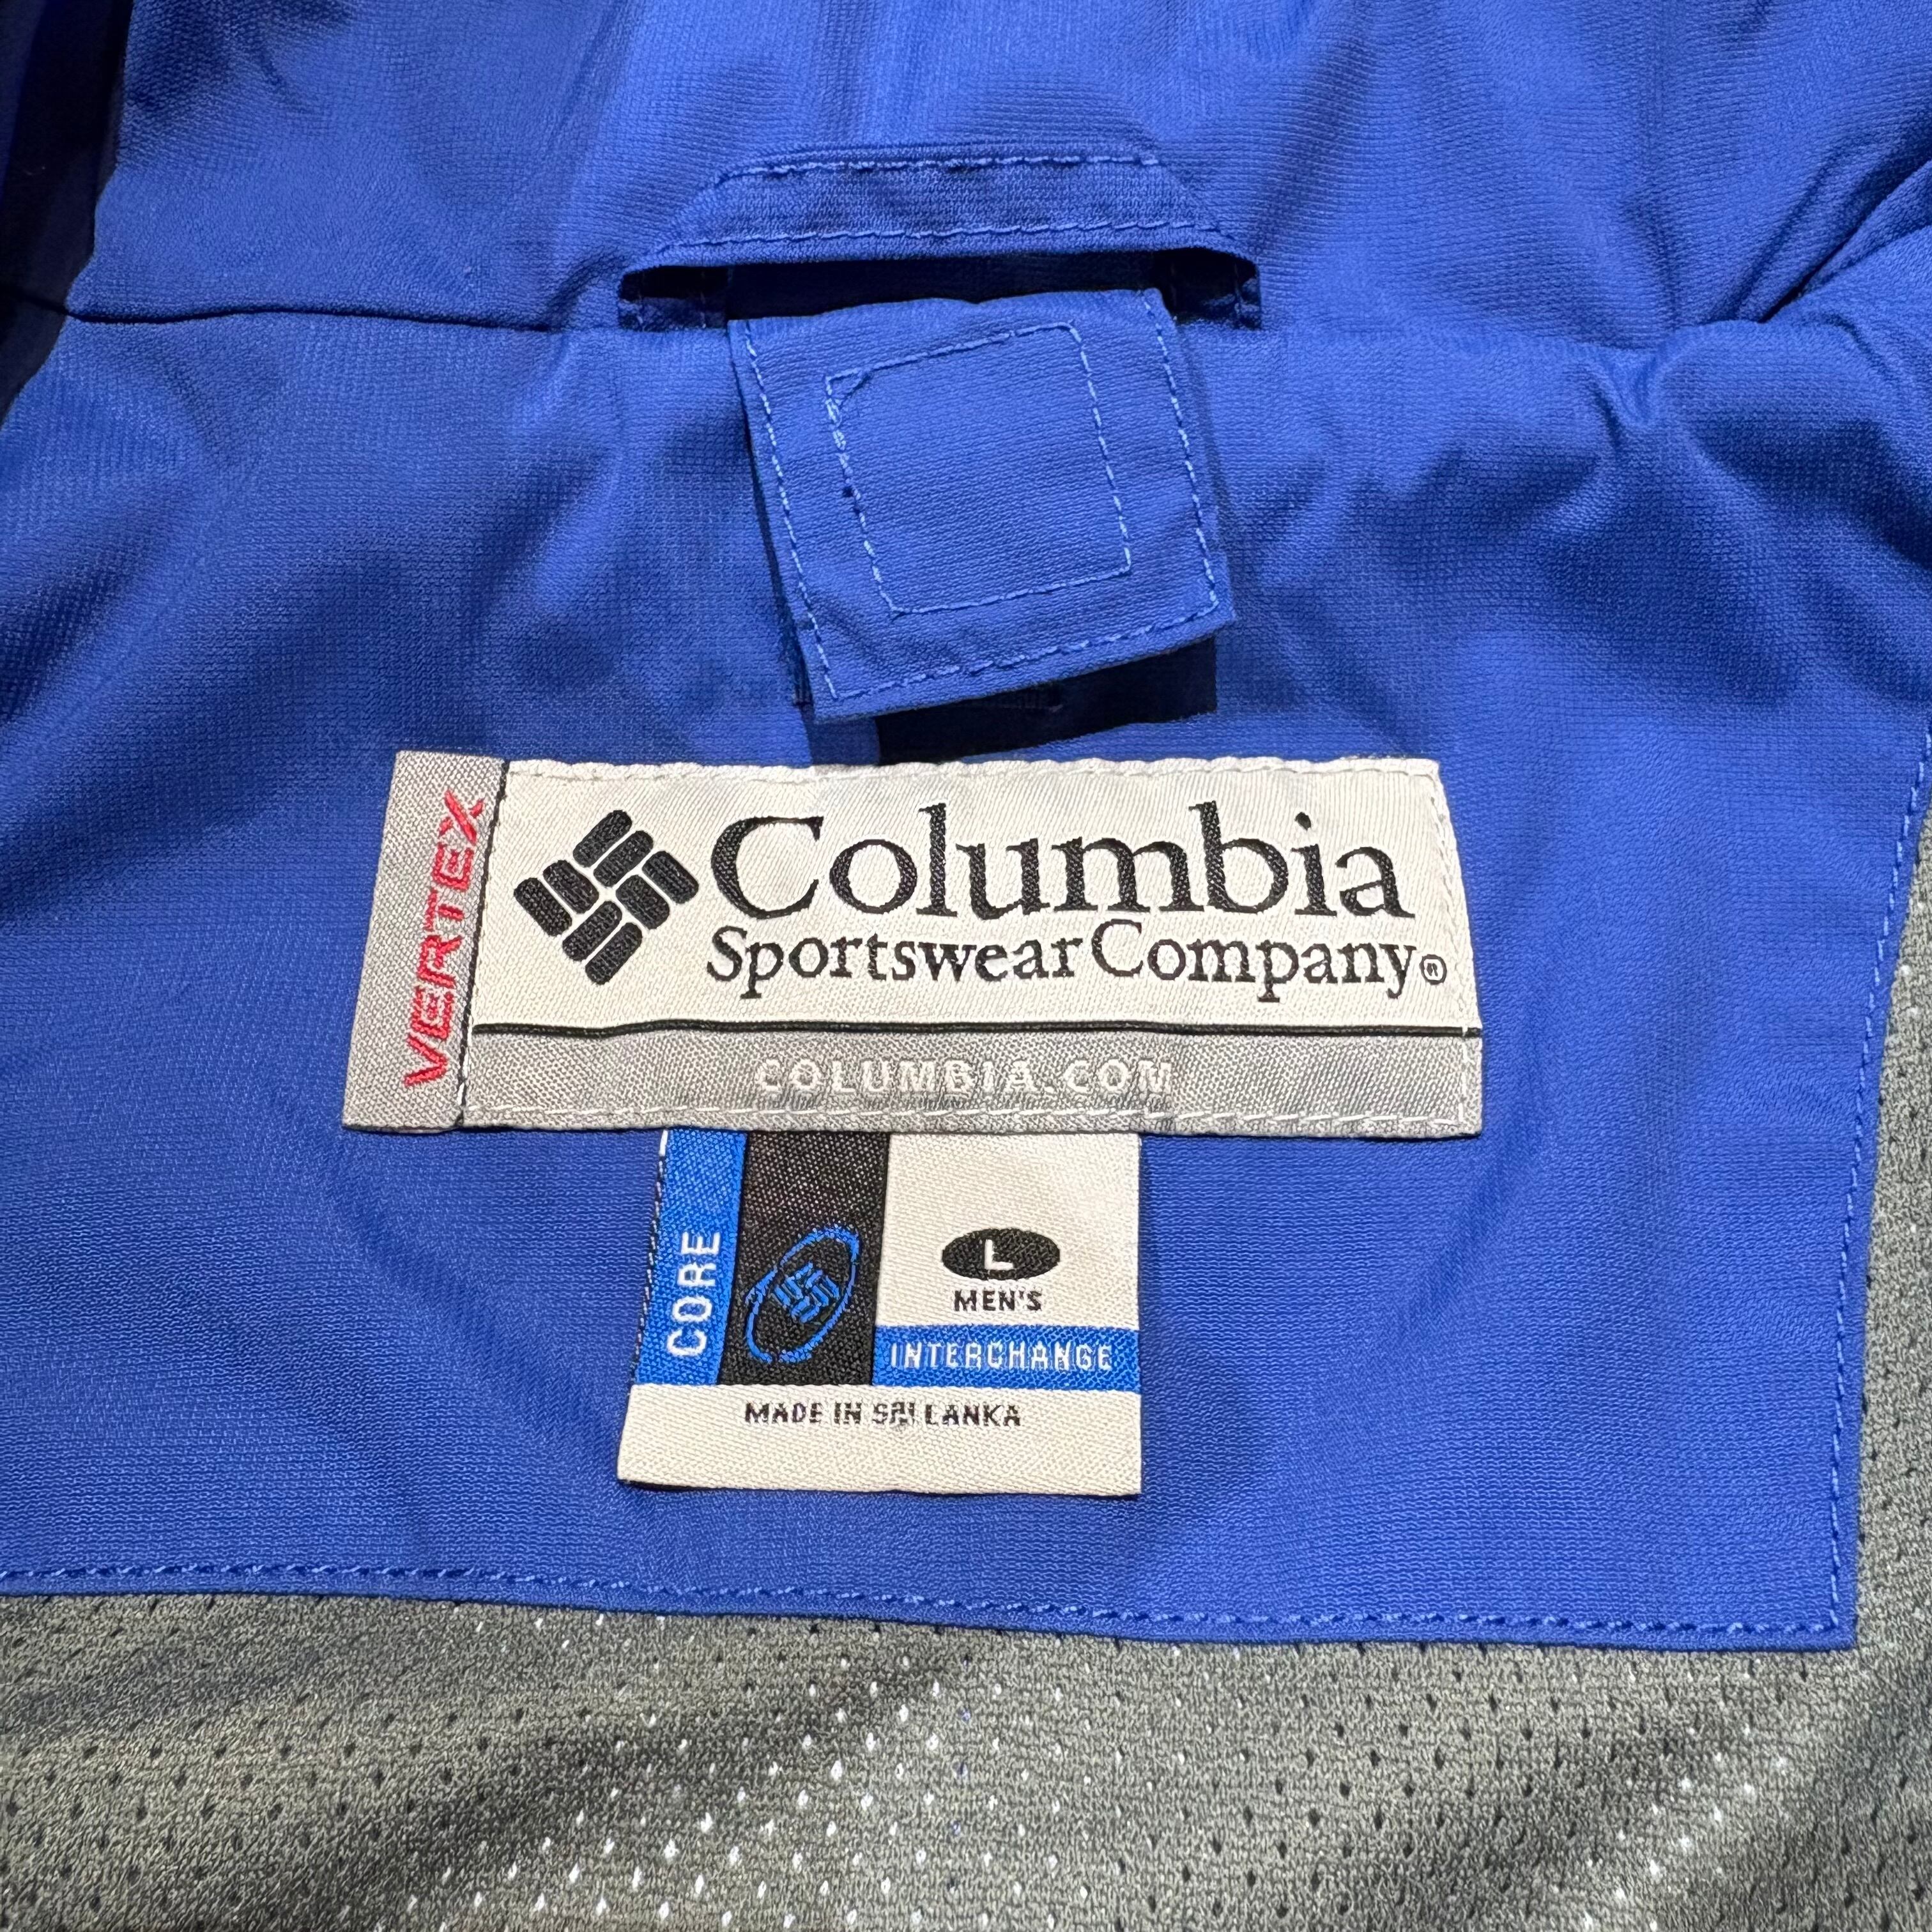 VERTEX
Columbia
Sportswear Company®
COLUMBIA.COM
CORE
L
MEN'S
INTERCHANGE
MADE IN SRI LANKA